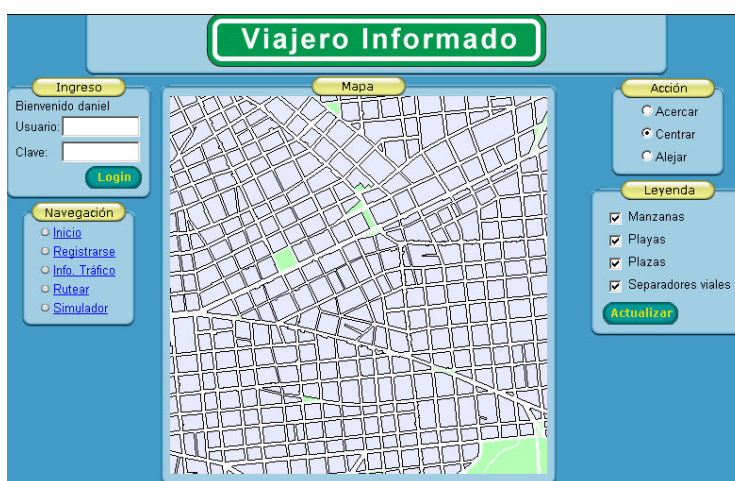 Viajero Informado
Ingreso
Bienvenido daniel
Usuario:
Clave:
Login
Navegación
Inicio
Registrarse
Info. Tráfico
Rutear
Simulador
Mapa
Acción
Acercar
Centrar
Alejar
Leyenda
Manzanas
Playas
Plazas
Separadores viales
Actualizar